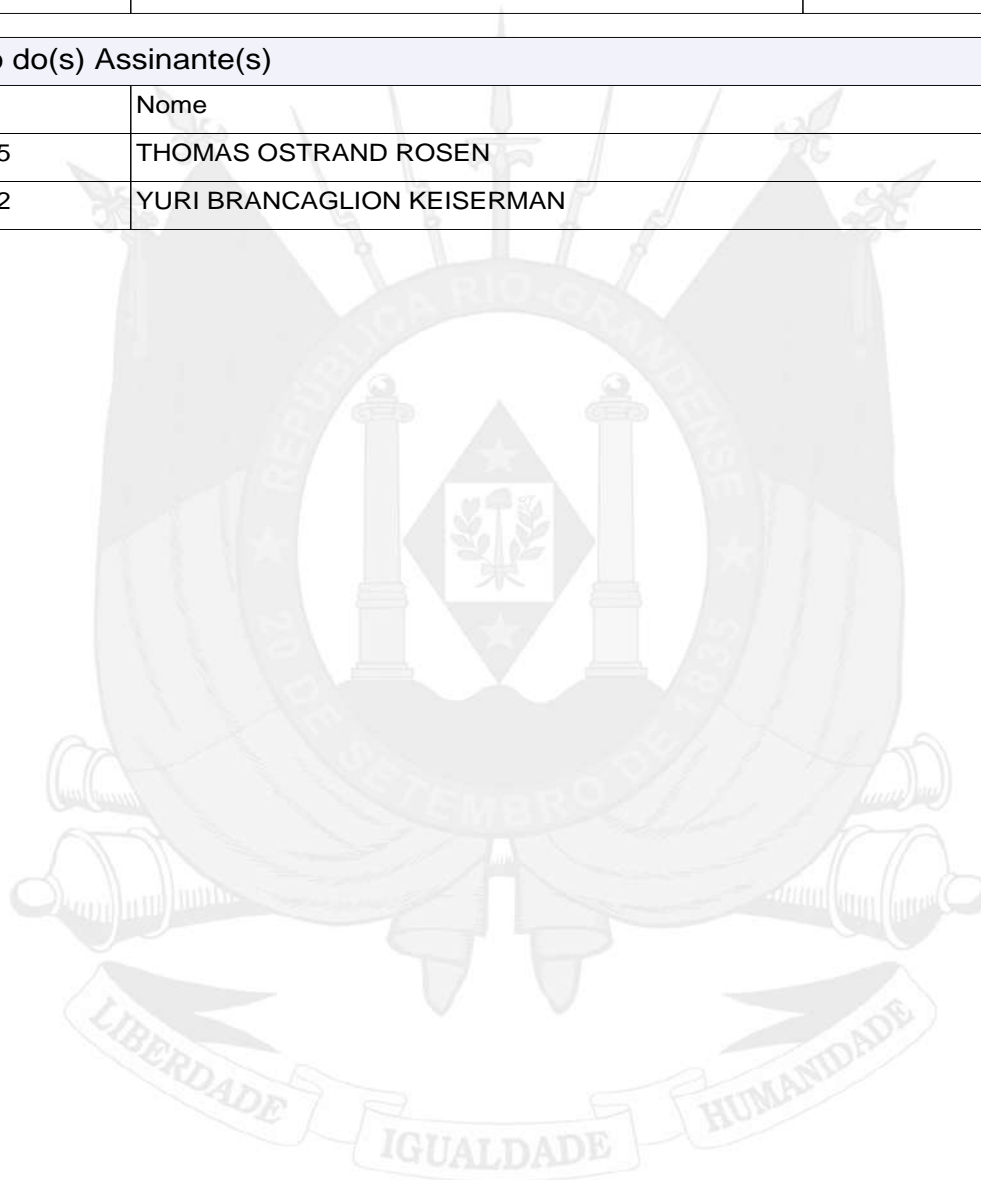 do(s) Assinante(s)
Nome
5 THOMAS OSTRAND ROSEN
2 YURI BRANCAGLION KEISERMAN
REPÚBLICA RIO-GRANDENSE
20 DE SETEMBRO DE 1835
LIBERDADE
IGUALDADE
HUMANIDADE